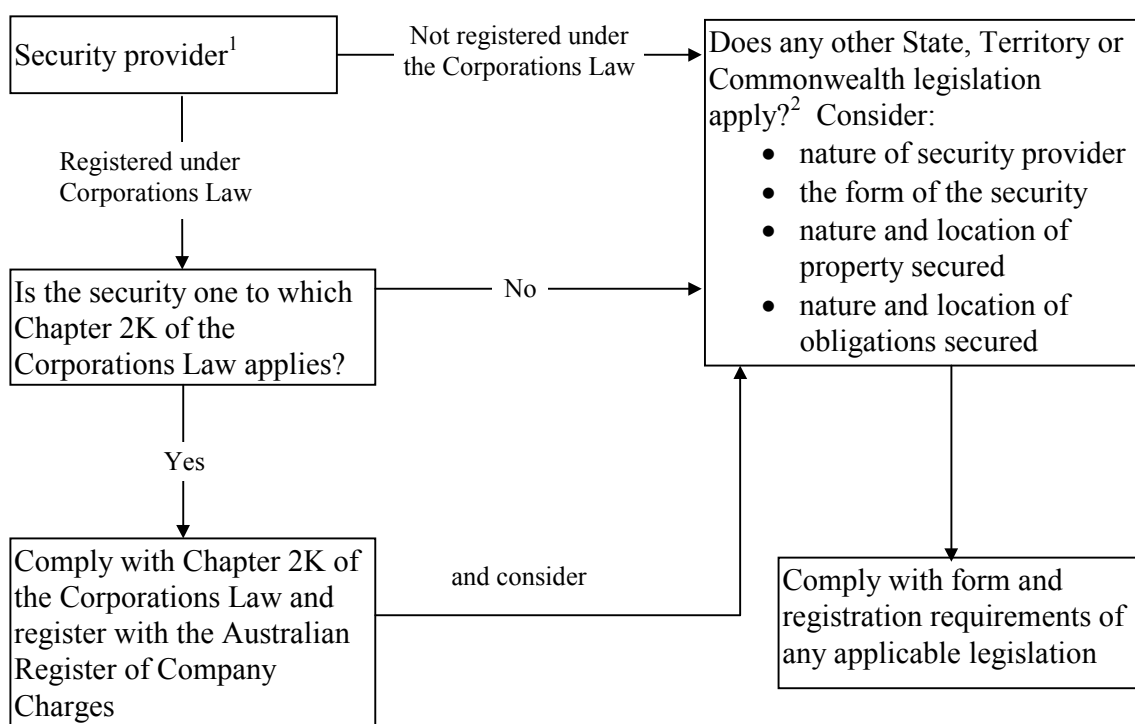 Security provider1
Not registered under
the Corporations Law
Does any other State, Territory or
Commonwealth legislation
apply?2 Consider:
• nature of security provider
• the form of the security
• nature and location of
property secured
• nature and location of
obligations secured
Registered under
Corporations Law
Is the security one to which
Chapter 2K of the
Corporations Law applies?
No
Yes
Comply with Chapter 2K of
the Corporations Law and
register with the Australian
Register of Company
Charges
and consider
Comply with form and
registration requirements of
any applicable legislation